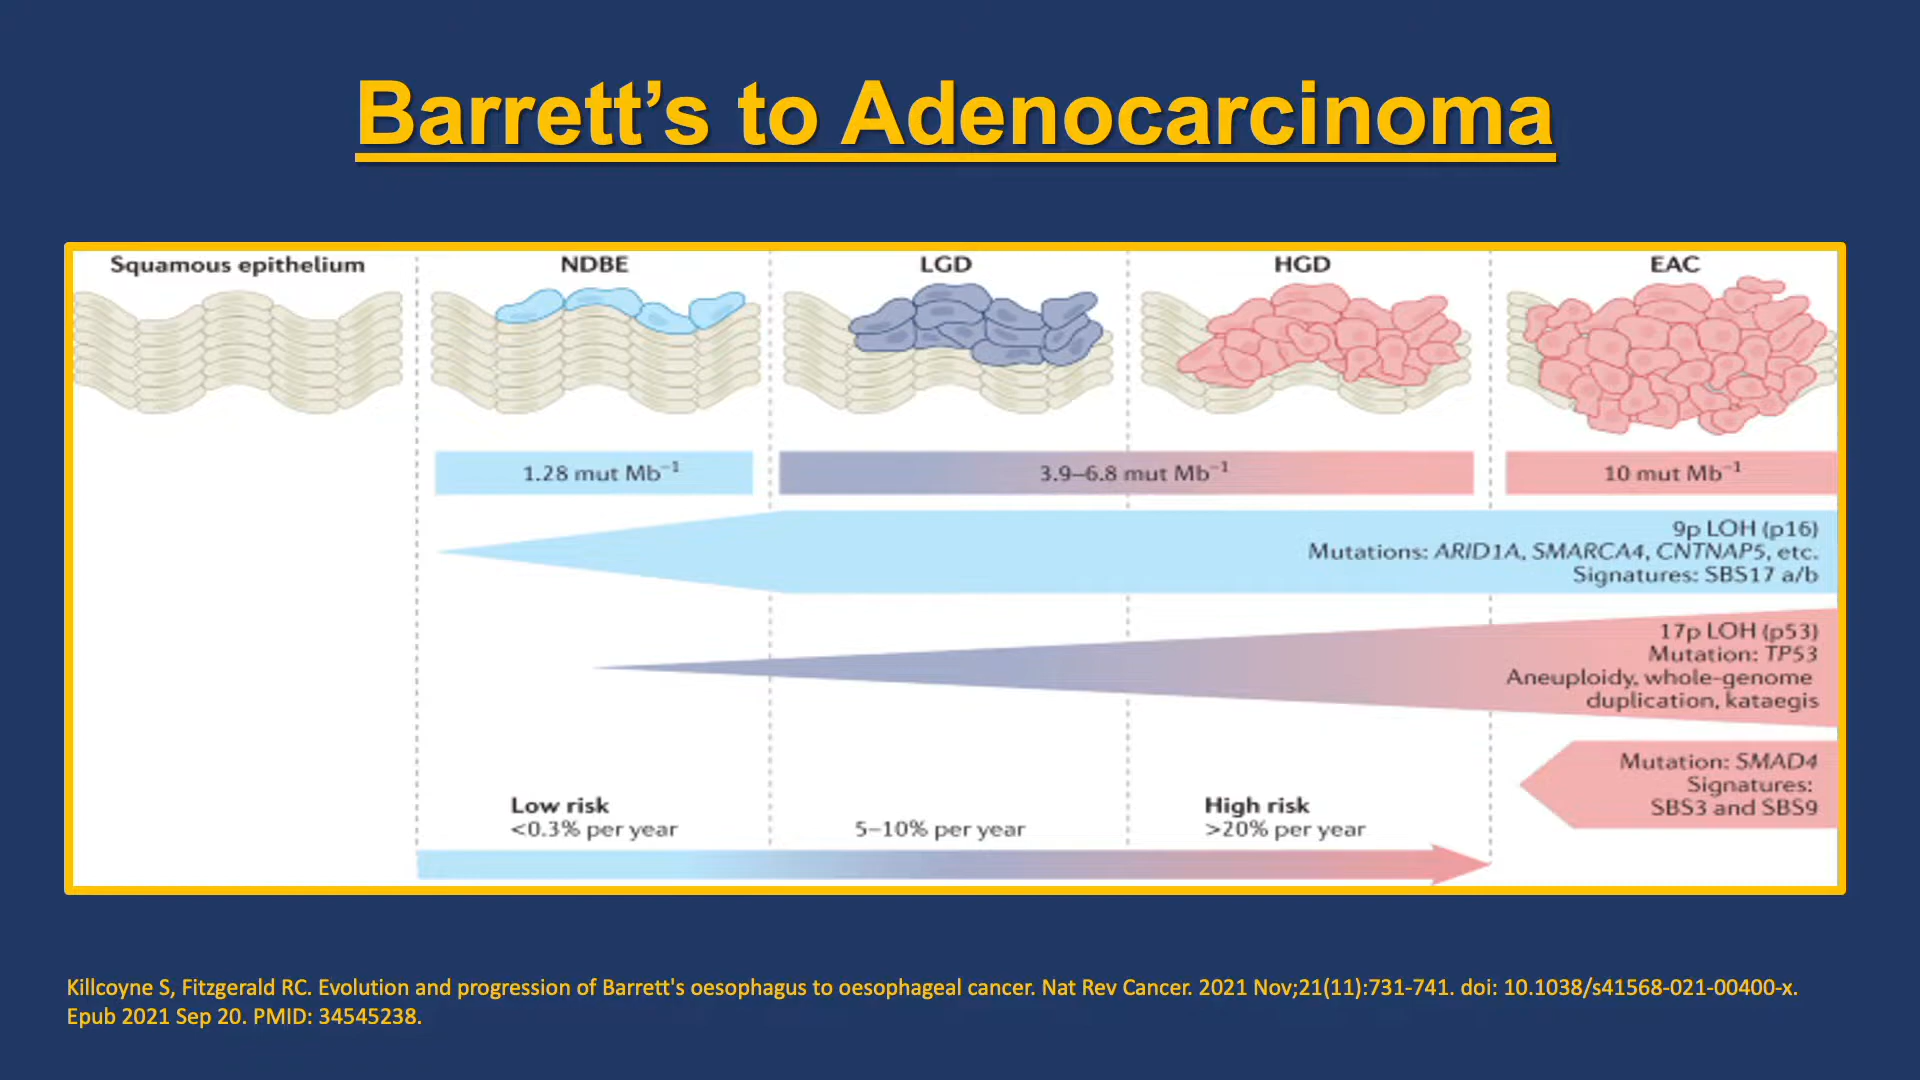 Barrett’s to Adenocarcinoma
Squamous epithelium
NDBE
LGD
HGD
EAC
1.28 mut Mb⁻¹
3.9–6.8 mut Mb⁻¹
10 mut Mb⁻¹
9p LOH (p16)
Mutations: ARID1A, SMARCA4, CNTNAP5, etc.
Signatures: SBS17 a/b
17p LOH (p53)
Mutation: TP53
Aneuploidy, whole-genome
duplication, kataegis
Mutation: SMAD4
Signatures:
SBS3 and SBS9
Low risk
<0.3% per year
5–10% per year
High risk
>20% per year
Killcoyne S, Fitzgerald RC. Evolution and progression of Barrett's oesophagus to oesophageal cancer. Nat Rev Cancer. 2021 Nov;21(11):731-741. doi: 10.1038/s41568-021-00400-x.
Epub 2021 Sep 20. PMID: 34545238.